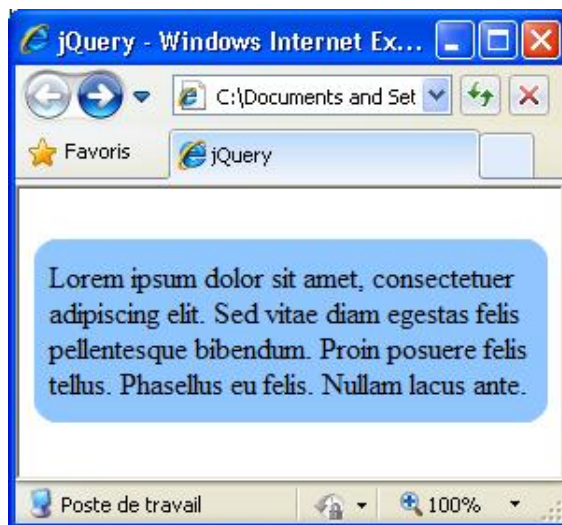 jQuery - Windows Internet Ex...
C:\Documents and Set
Favoris
jQuery
Lorem ipsum dolor sit amet, consectetuer
adipiscing elit. Sed vitae diam egestas felis
pellentesque bibendum. Proin posuere felis
tellus. Phasellus eu felis. Nullam lacus ante.
Poste de travail
100%